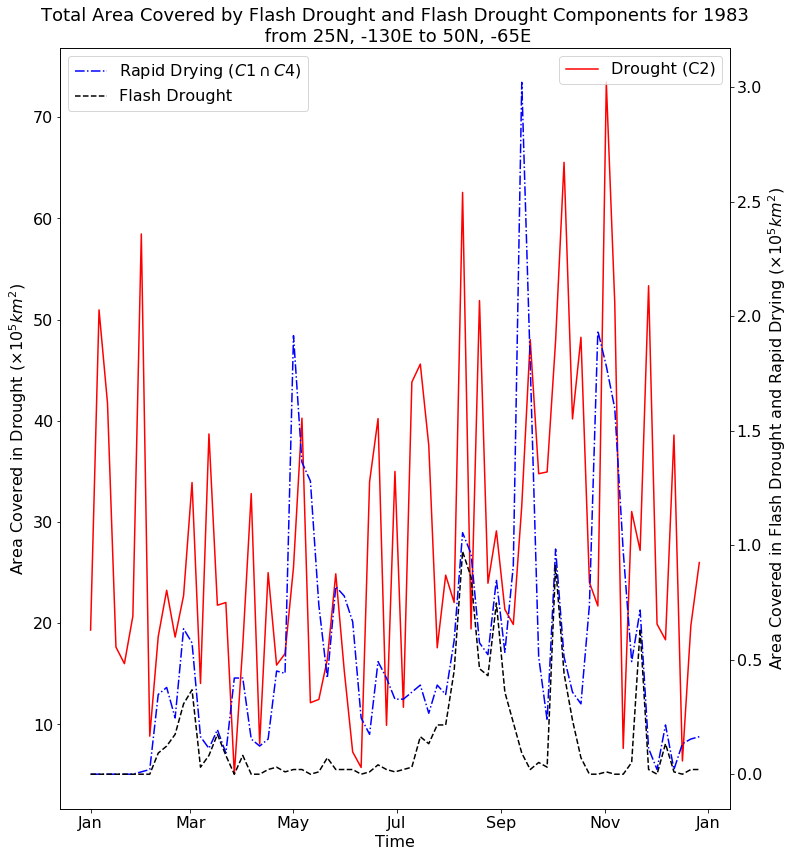 Total Area Covered by Flash Drought and Flash Drought Components for 1983
from 25N, -130E to 50N, -65E
Rapid Drying (C1 ∩ C4)
Flash Drought
Drought (C2)
Area Covered in Drought (×10⁵km²)
70
60
50
40
30
20
10
3.0
2.5
2.0
1.5
1.0
0.5
0.0
Area Covered in Flash Drought and Rapid Drying (×10⁵km²)
Jan Mar May Jul Sep Nov Jan
Time